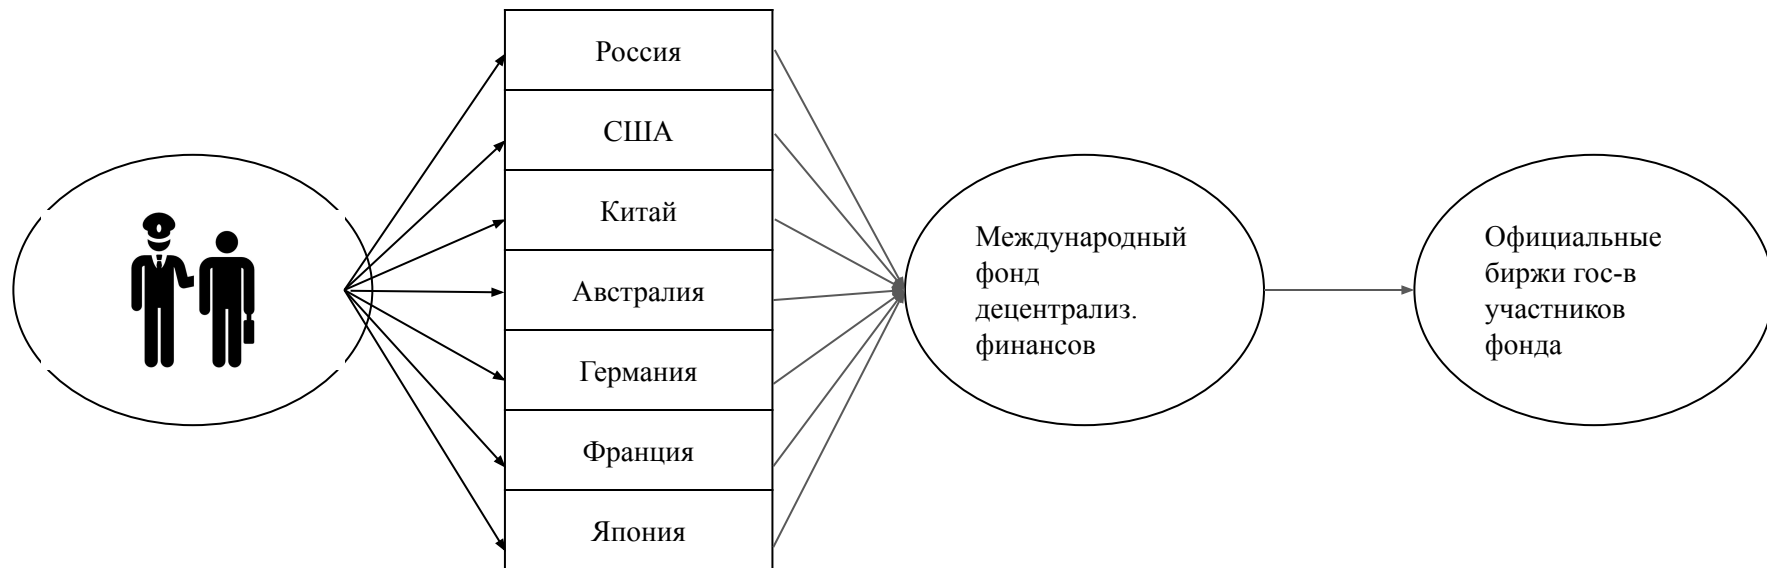 Россия
США
Китай
Австралия
Германия
Франция
Япония
Международный
фонд
децентрализ.
финансов
Официальные
биржи гос-в
участников
фонда